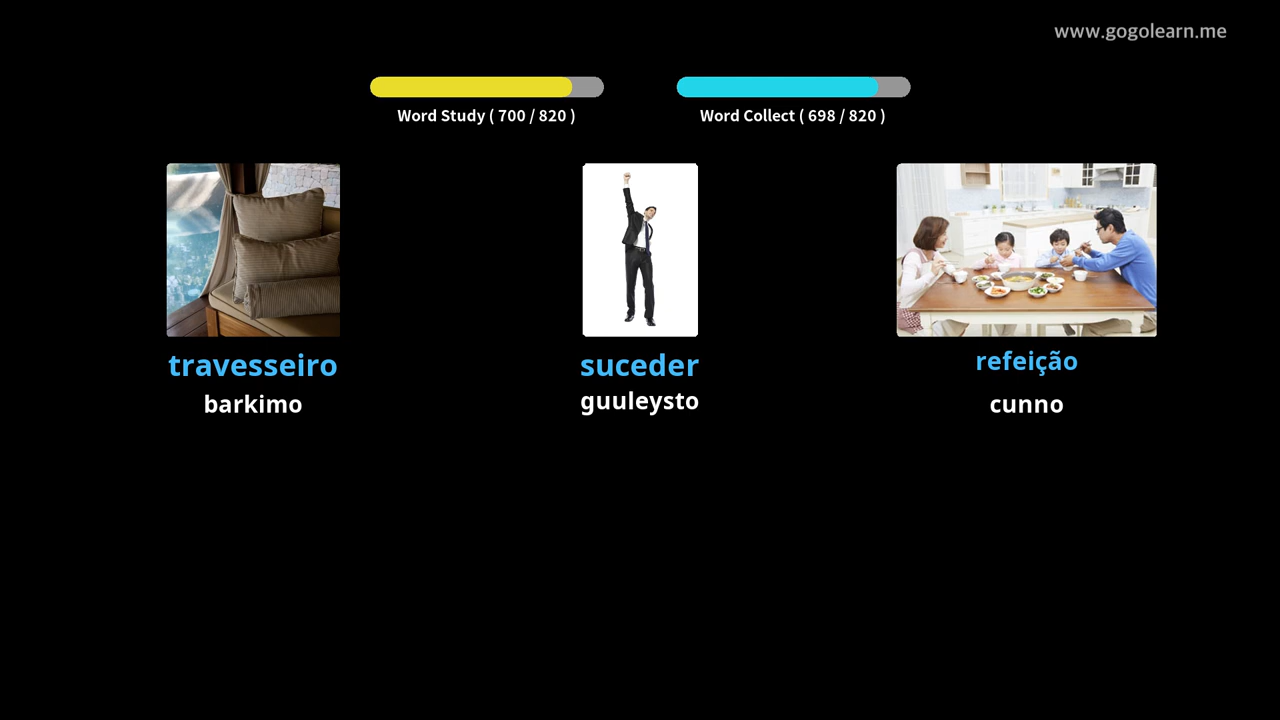 www.gogolearn.me
Word Study ( 700 / 820 )
Word Collect ( 698 / 820 )
travesseiro
barkimo
suceder
guuleysto
refeição
cunno